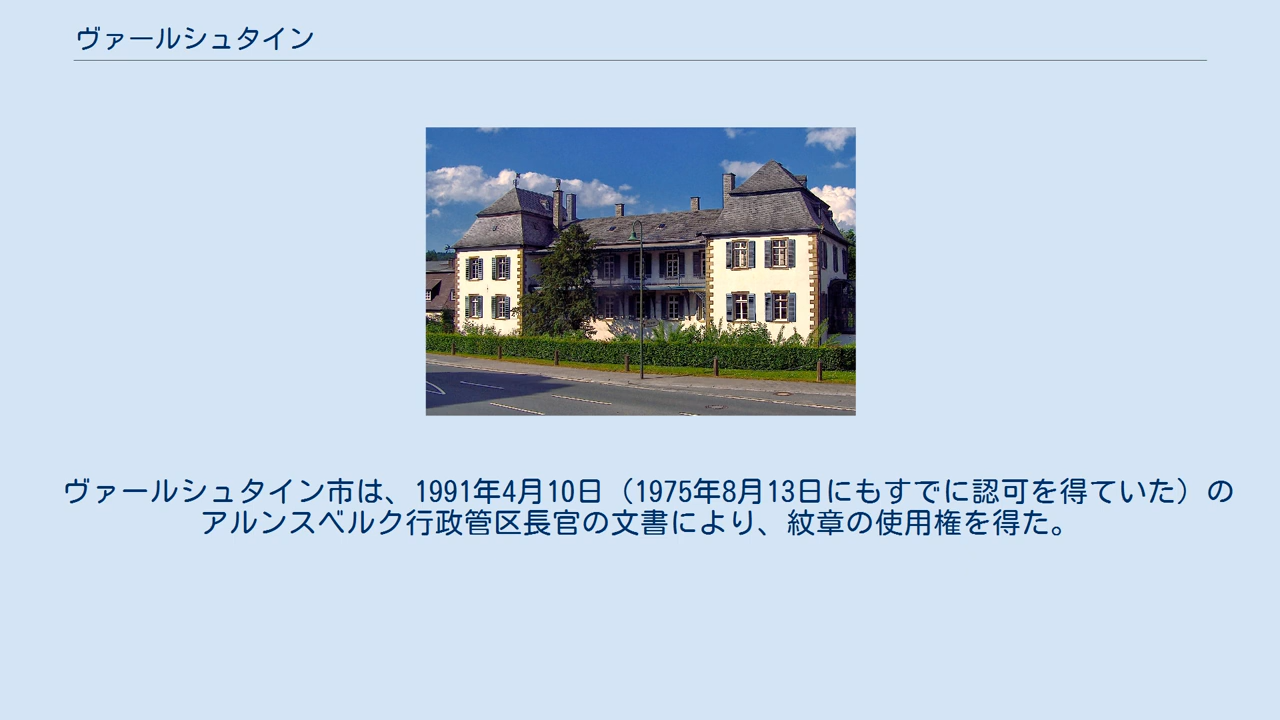 ヴァールシュタイン
ヴァールシュタイン市は、1991年4月10日（1975年8月13日にもすでに認可を得ていた）の
アルンスベルク行政管区長官の文書により、紋章の使用権を得た。